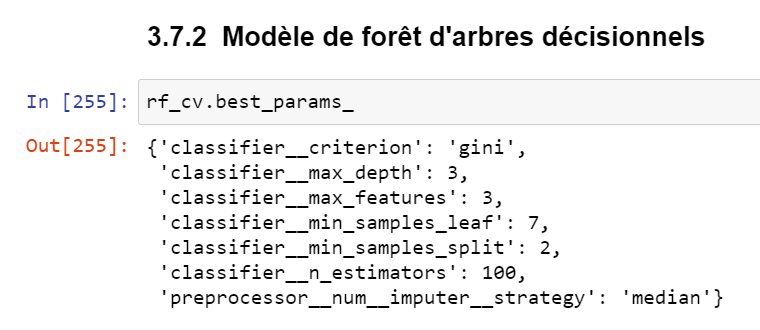 3.7.2 Modèle de forêt d'arbres décisionnels
In [255]: rf_cv.best_params_
Out[255]: {'classifier__criterion': 'gini',
'classifier__max_depth': 3,
'classifier__max_features': 3,
'classifier__min_samples_leaf': 7,
'classifier__min_samples_split': 2,
'classifier__n_estimators': 100,
'preprocessor__num__imputer__strategy': 'median'}